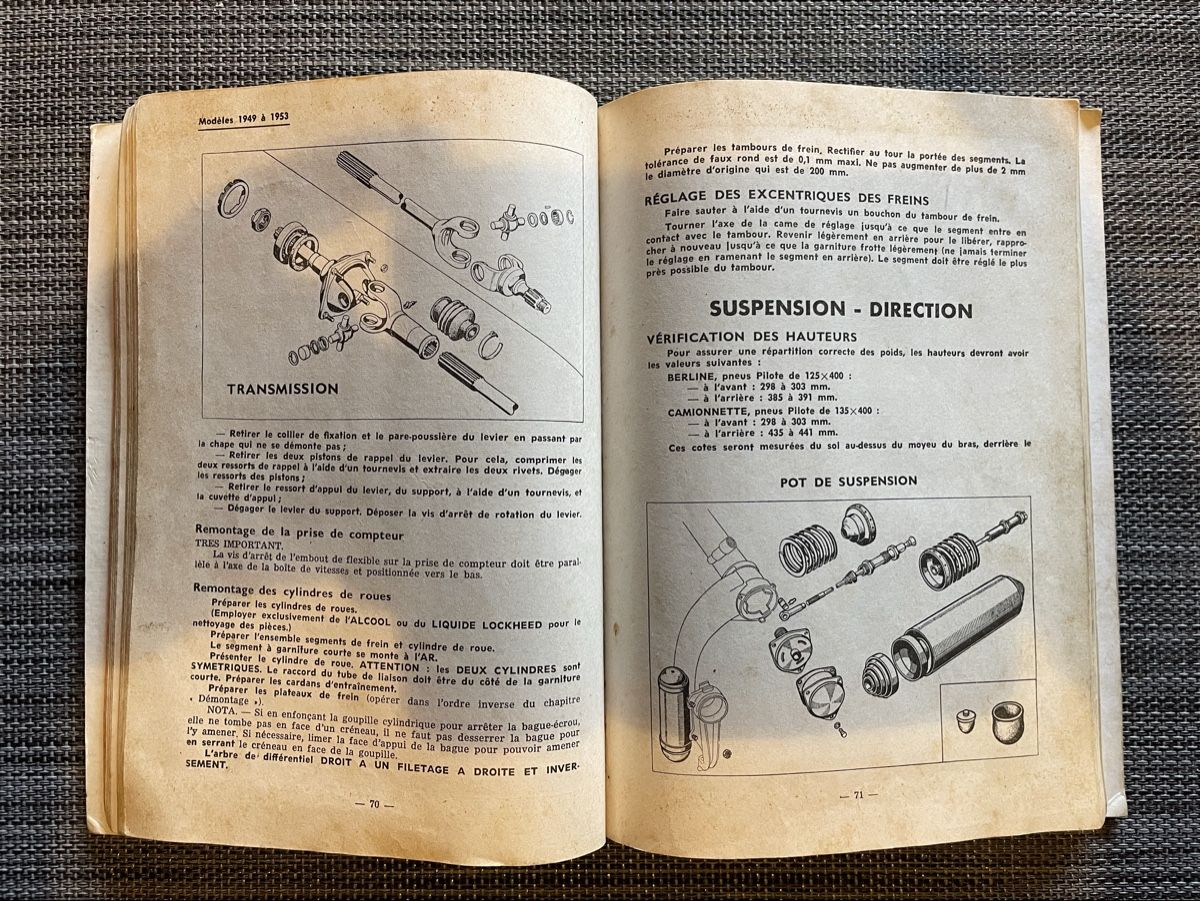 Modèles 1949 à 1953
TRANSMISSION
— Retirer le collier de fixation et le pare-poussière du levier en passant par
la chape qui ne se démonte pas ;
— Retirer les deux pistons de rappel du levier. Pour cela, comprimer les
deux ressorts de rappel à l'aide d'un tournevis et extraire les deux rivets. Dégager
les ressorts des pistons ;
— Retirer le ressort d'appui du levier, du support, à l'aide d'un tournevis, et
la cuvette d'appui ;
— Dégager le levier du support. Déposer la vis d'arrêt de rotation du levier.
Remontage de la prise de compteur
TRES IMPORTANT.
La vis d'arrêt de l'embout de flexible sur la prise de compteur doit être paral-
lèle à l'axe de la boîte de vitesses et positionnée vers le bas.
Remontage des cylindres de roues
Préparer les cylindres de roues.
(Employer exclusivement de l'ALCOOL ou du LIQUIDE LOCKHEED pour le
nettoyage des pièces.)
Préparer l'ensemble segments de frein et cylindre de roue.
Le segment à garniture courte se monte à l'AR.
Présenter le cylindre de roue. ATTENTION : les DEUX CYLINDRES sont
SYMETRIQUES. Le raccord du tube de liaison doit être du côté de la garniture
courte. Préparer les cardans d'entraînement.
Préparer les plateaux de frein (opérer dans l'ordre inverse du chapitre
« Démontage »).
NOTA. — Si en enfonçant la goupille cylindrique pour arrêter la bague-écrou,
elle ne tombe pas en face d'un créneau, il ne faut pas desserrer la bague pour
l'y amener. Si nécessaire, limer la face d'appui de la bague pour pouvoir amener
en serrant le créneau en face de la goupille.
L'arbre de différentiel DROIT A UN FILETAGE A DROITE ET INVER-
SEMENT.
— 70 —
Préparer les tambours de frein. Rectifier au tour la portée des segments. La
tolérance de faux rond est de 0,1 mm maxi. Ne pas augmenter de plus de 2 mm
le diamètre d'origine qui est de 200 mm.
RÉGLAGE DES EXCENTRIQUES DES FREINS
Faire sauter à l'aide d'un tournevis un bouchon du tambour de frein.
Tourner l'axe de la came de réglage jusqu'à ce que le segment entre en
contact avec le tambour. Revenir légèrement en arrière pour le libérer, rappro-
cher à nouveau jusqu'à ce que la garniture frotte légèrement (ne jamais terminer
le réglage en ramenant le segment en arrière). Le segment doit être réglé le plus
près possible du tambour.
SUSPENSION - DIRECTION
VÉRIFICATION DES HAUTEURS
Pour assurer une répartition correcte des poids, les hauteurs devront avoir
les valeurs suivantes :
BERLINE, pneus Pilote de 125×400 :
— à l'avant : 298 à 303 mm.
— à l'arrière : 385 à 391 mm.
CAMIONNETTE, pneus Pilote de 135×400 :
— à l'avant : 298 à 303 mm.
— à l'arrière : 435 à 441 mm.
Ces cotes seront mesurées du sol au-dessus du moyeu du bras, derrière le
POT DE SUSPENSION
— 71 —